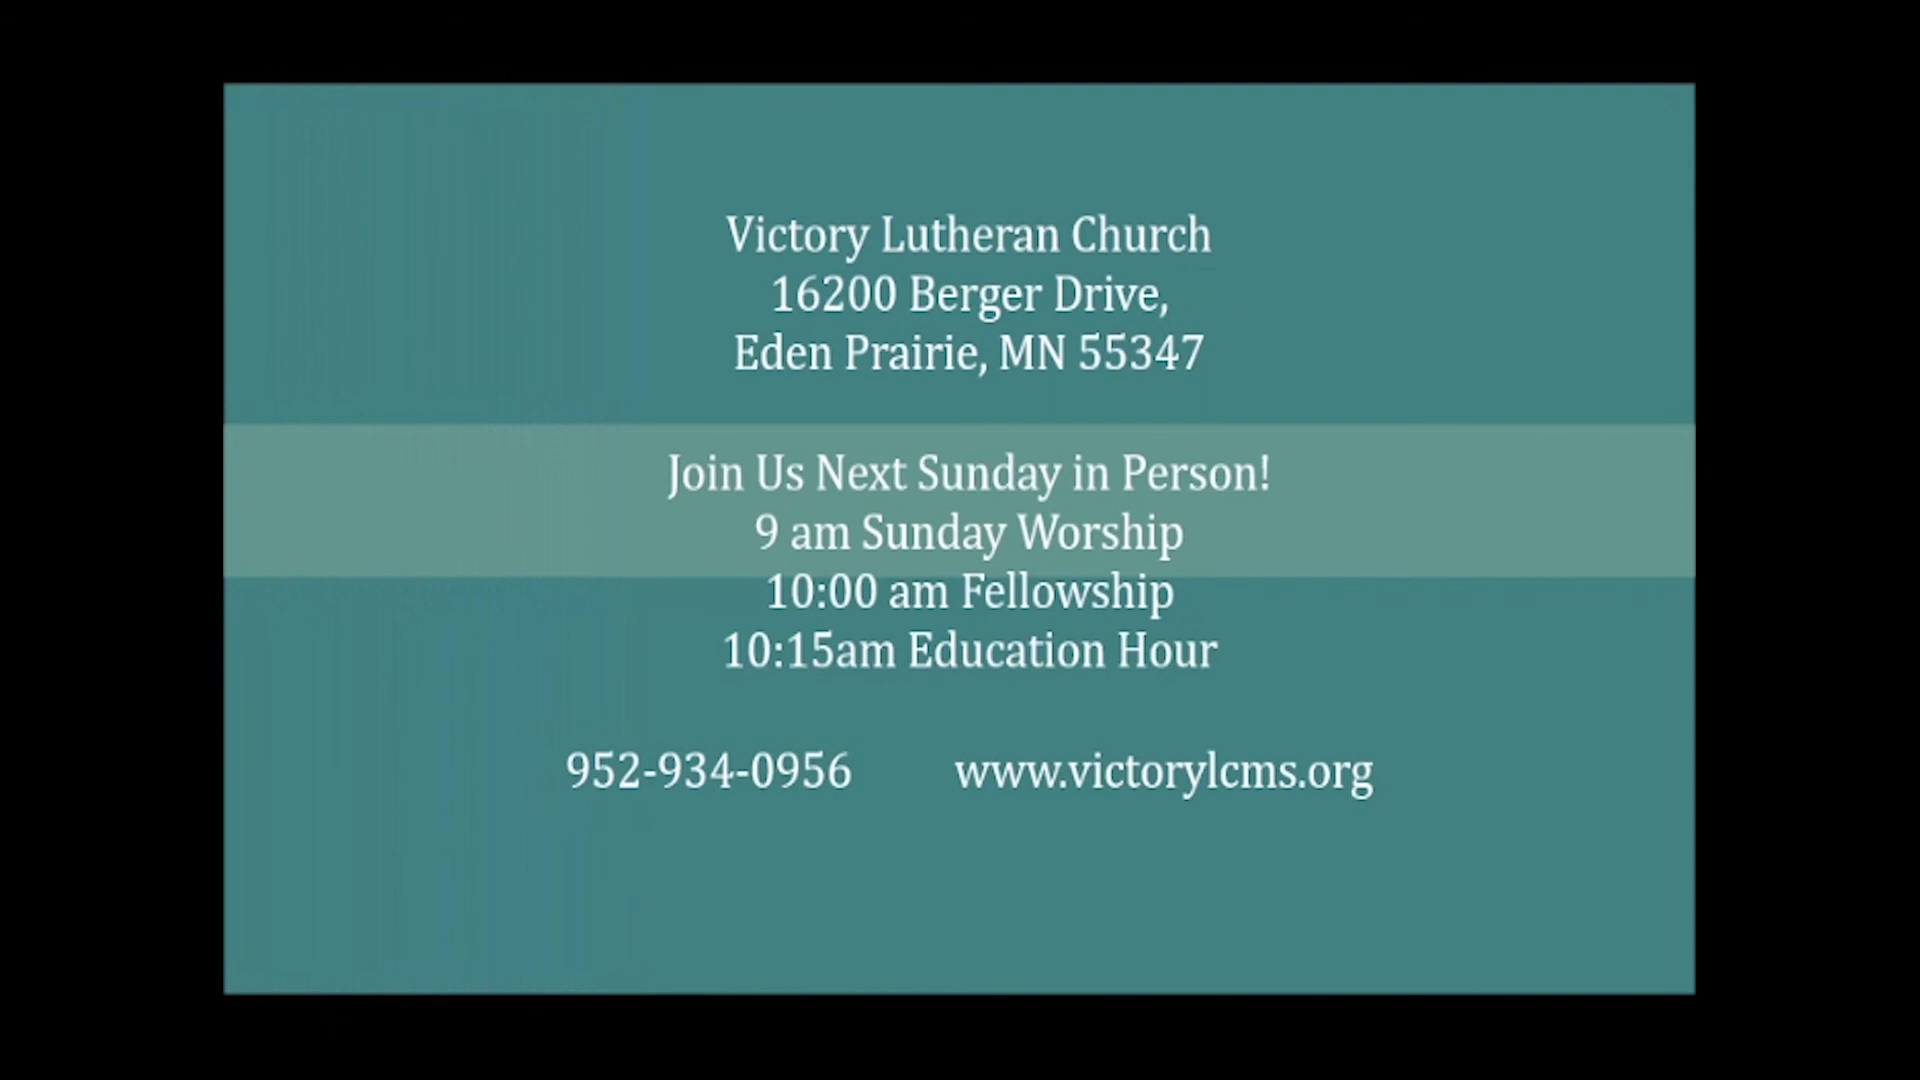 Victory Lutheran Church
16200 Berger Drive,
Eden Prairie, MN 55347
Join Us Next Sunday in Person!
9 am Sunday Worship
10:00 am Fellowship
10:15am Education Hour
952-934-0956 www.victorylcms.org